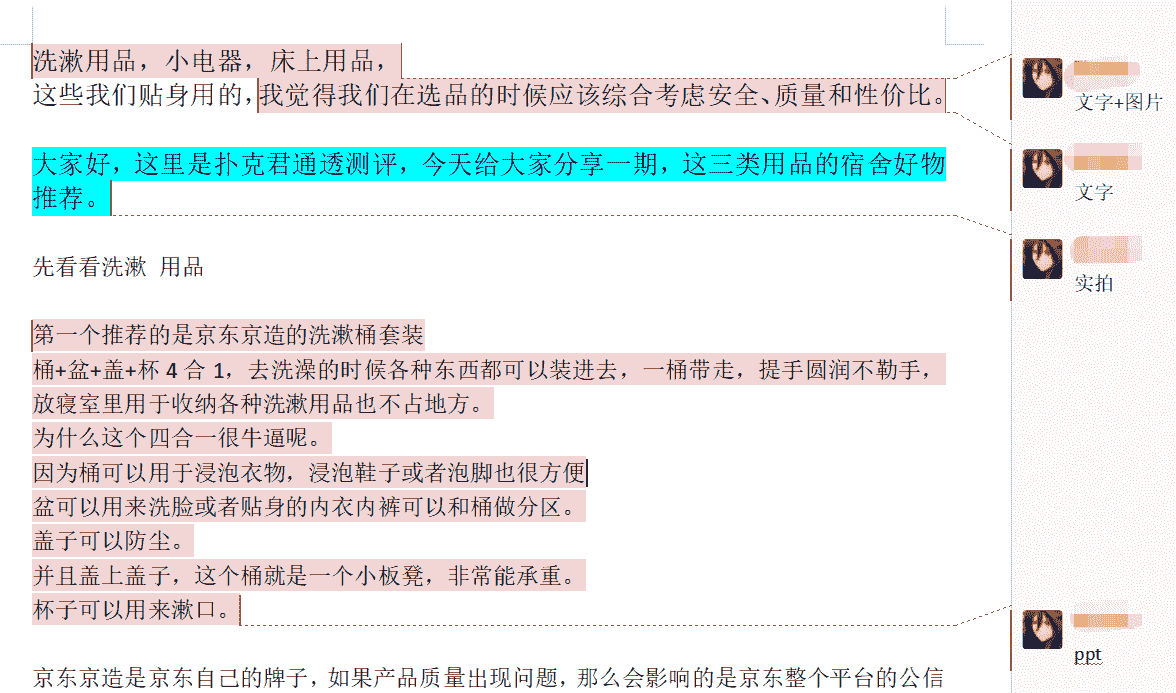 洗漱用品，小电器，床上用品，
文字+图片
这些我们贴身用的，我觉得我们在选品的时候应该综合考虑安全、质量和性价比。
大家好，这里是扑克君通透测评，今天给大家分享一期，这三类用品的宿舍好物
文字
推荐。
先看看洗漱 用品
实拍
第一个推荐的是京东京造的洗漱桶套装
桶+盆+盖+杯 4 合 1，去洗澡的时候各种东西都可以装进去，一桶带走，提手圆润不勒手，
放寝室里用于收纳各种洗漱用品也不占地方。
为什么这个四合一很牛逼呢。
因为桶可以用于浸泡衣物，浸泡鞋子或者泡脚也很方便
盆可以用来洗脸或者贴身的内衣内裤可以和桶做分区。
盖子可以防尘。
并且盖上盖子，这个桶就是一个小板凳，非常能承重。
杯子可以用来漱口。
ppt
京东京造是京东自己的牌子，如果产品质量出现问题，那么会影响的是京东整个平台的公信